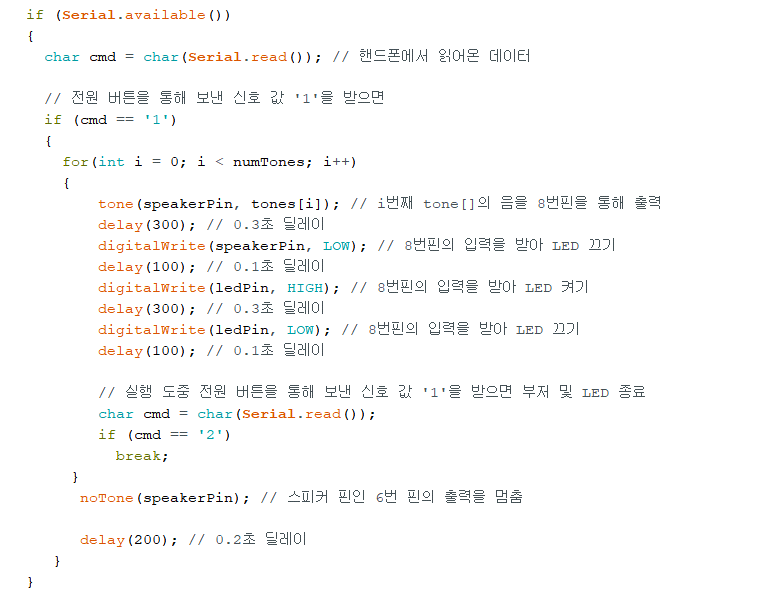 if (Serial.available())
{
char cmd = char(Serial.read()); // 핸드폰에서 읽어온 데이터
// 전원 버튼을 통해 보낸 신호 값 '1'을 받으면
if (cmd == '1')
{
for(int i = 0; i < numTones; i++)
{
tone(speakerPin, tones[i]); // i번째 tone[]의 음을 8번핀을 통해 출력
delay(300); // 0.3초 딜레이
digitalWrite(speakerPin, LOW); // 8번핀의 입력을 받아 LED 끄기
delay(100); // 0.1초 딜레이
digitalWrite(ledPin, HIGH); // 8번핀의 입력을 받아 LED 켜기
delay(300); // 0.3초 딜레이
digitalWrite(ledPin, LOW); // 8번핀의 입력을 받아 LED 끄기
delay(100); // 0.1초 딜레이
// 실행 도중 전원 버튼을 통해 보낸 신호 값 '1'을 받으면 부저 및 LED 종료
char cmd = char(Serial.read());
if (cmd == '2')
break;
}
noTone(speakerPin); // 스피커 핀인 6번 핀의 출력을 멈춤
delay(200); // 0.2초 딜레이
}
}